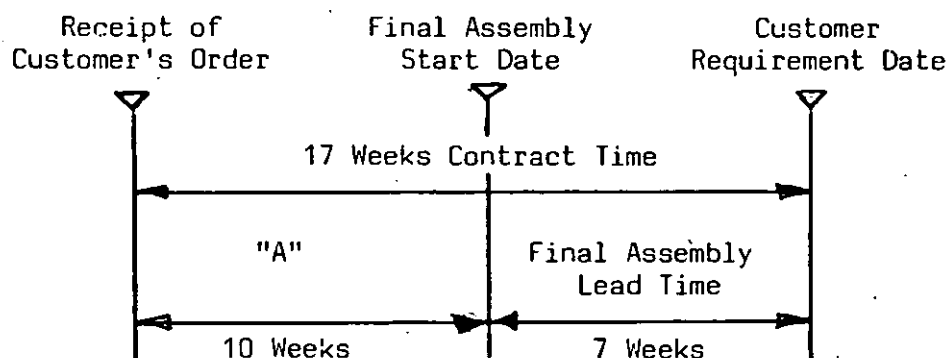 Receipt of
Customer's Order
Final Assembly
Start Date
Customer
Requirement Date
17 Weeks Contract Time
"A"
Final Assembly
Lead Time
10 Weeks
7 Weeks